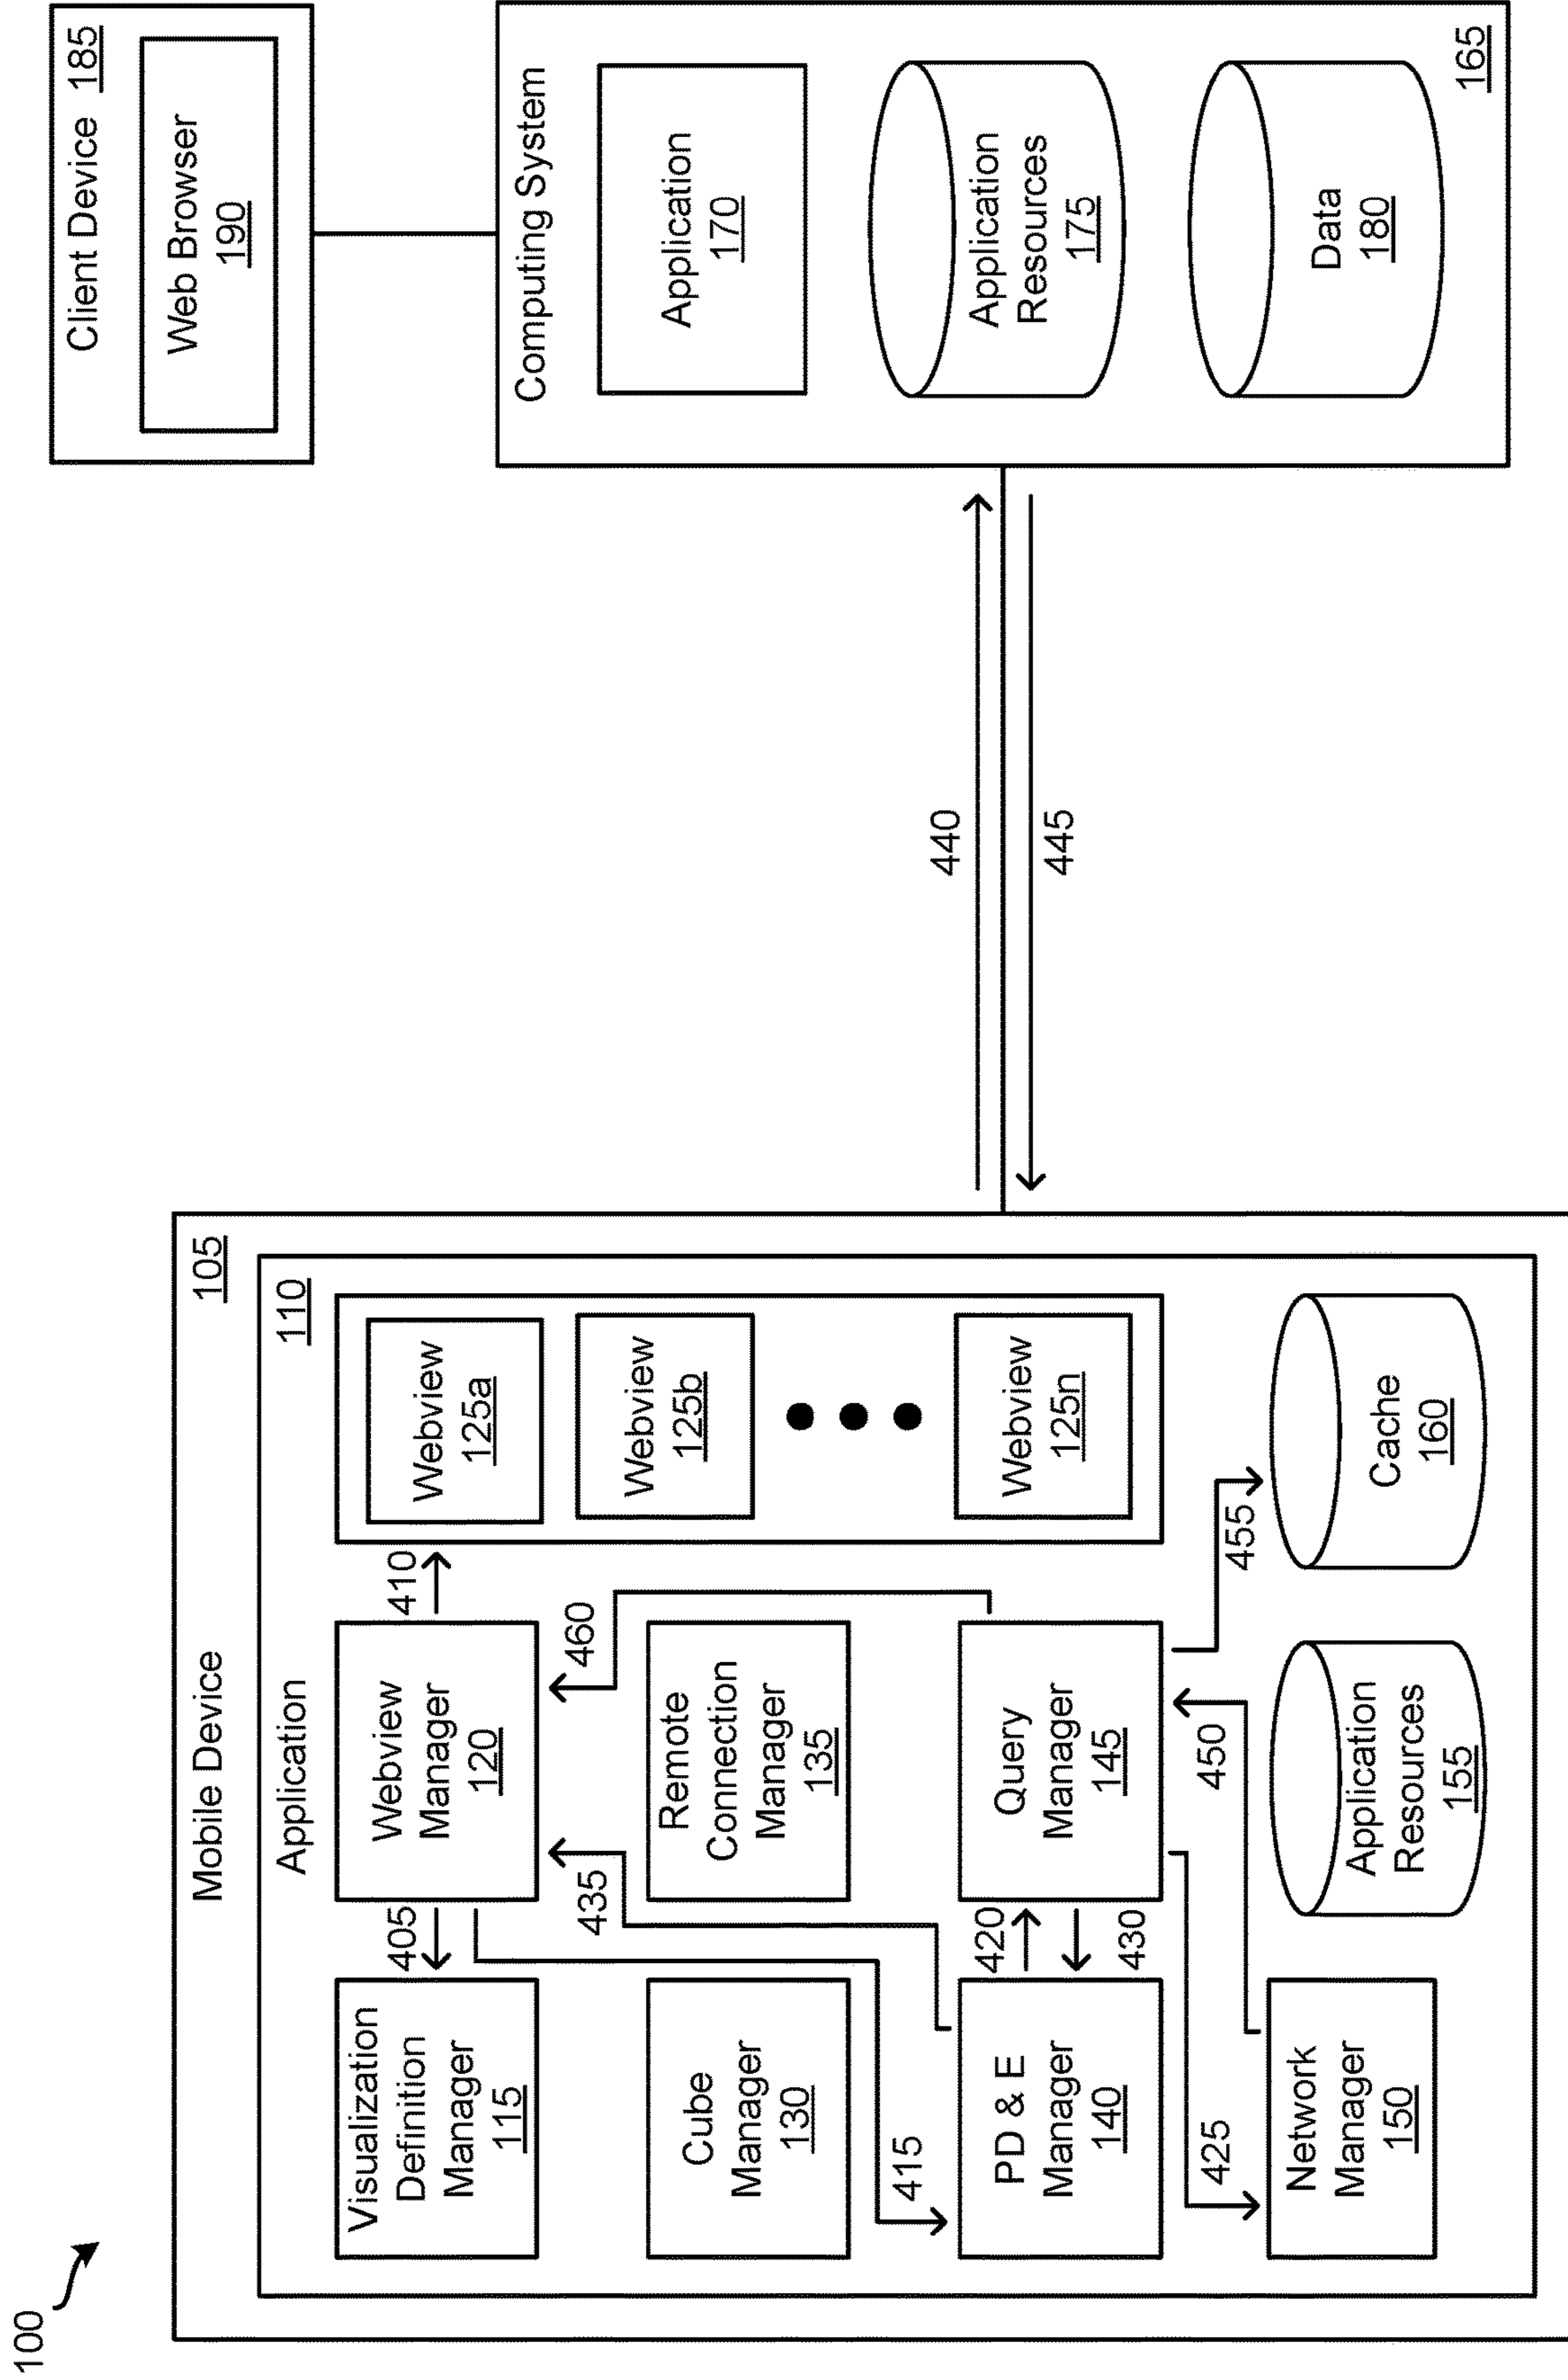 100
Mobile Device
105
Application
110
Visualization
Definition
Manager
115
405
Webview
Manager
120
410
Webview
125a
Webview
125b
Webview
125n
435
460
Cube
Manager
130
Remote
Connection
Manager
135
415
PD & E
Manager
140
420
430
Query
Manager
145
455
425
450
Network
Manager
150
Application
Resources
155
Cache
160
440
445
Client Device 185
Web Browser
190
Computing System
Application
170
Application
Resources
175
Data
180
165